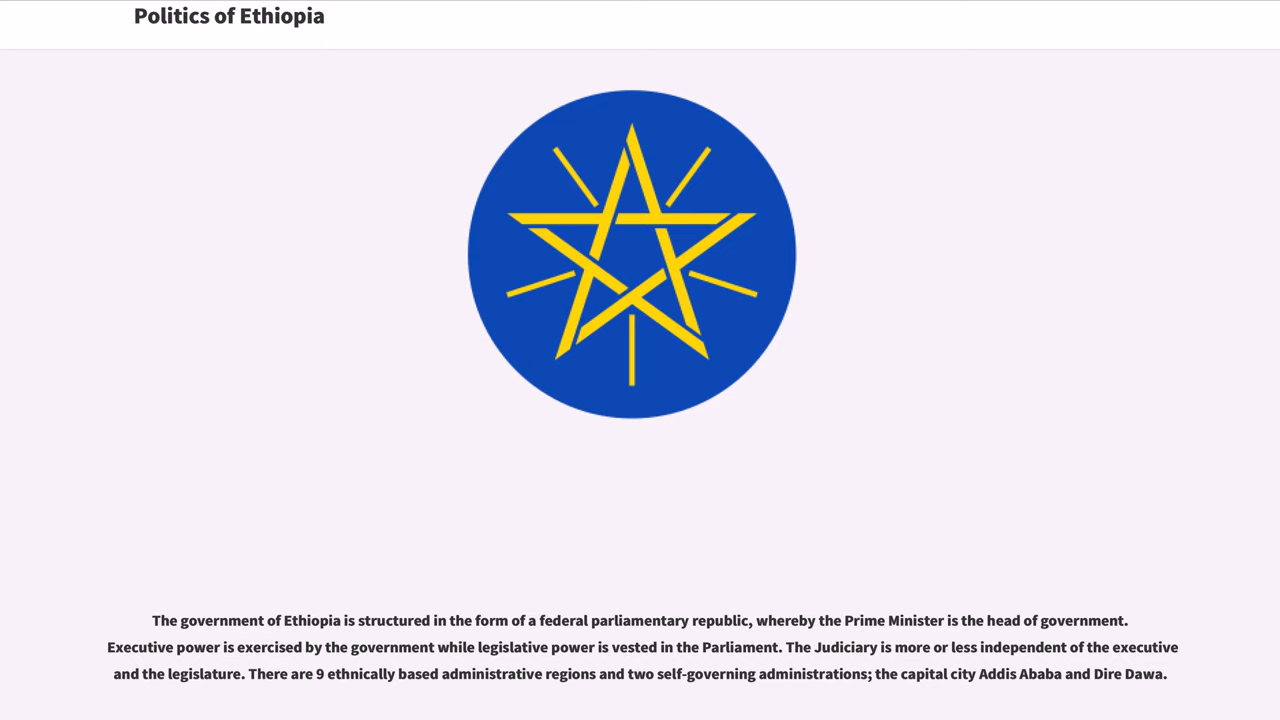 Politics of Ethiopia
The government of Ethiopia is structured in the form of a federal parliamentary republic, whereby the Prime Minister is the head of government.
Executive power is exercised by the government while legislative power is vested in the Parliament. The Judiciary is more or less independent of the executive
and the legislature. There are 9 ethnically based administrative regions and two self-governing administrations; the capital city Addis Ababa and Dire Dawa.